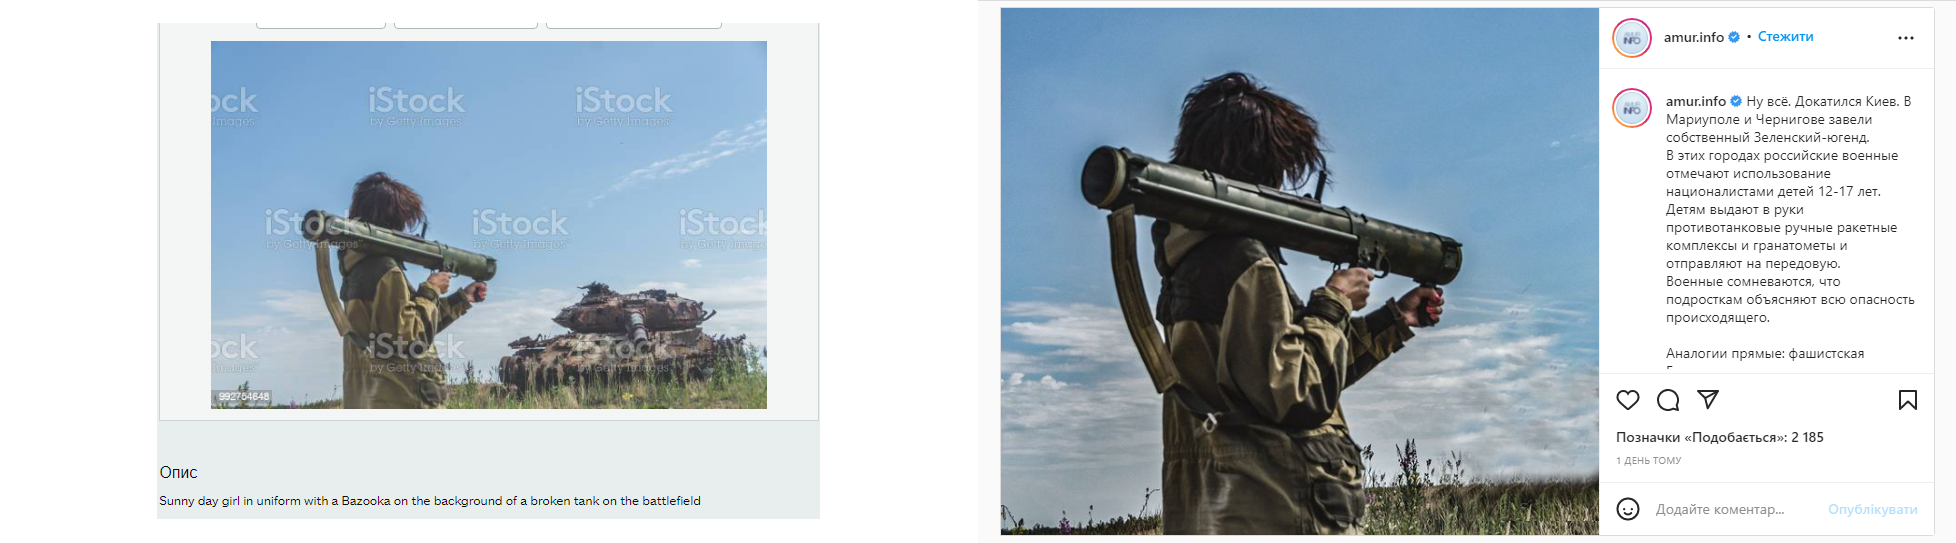 ock
iStock
iStock
l Images
by Getty Images
by Getty Images
iStock
iStock
iStock
by Getty Images
by Getty Images
by Getty Imag
ock
iStock
iStock
l Images
by Getty Images
by Getty Images
992754648
Опис
Sunny day girl in uniform with a Bazooka on the background of a broken tank on the battlefield
AMUR
INFO
amur.info • Стежити
AMUR
INFO
amur.info Ну всё. Докатился Киев. В
Мариуполе и Чернигове завели
собственный Зеленский-югенд.
В этих городах российские военные
отмечают использование
националистами детей 12-17 лет.
Детям выдают в руки
противотанковые ручные ракетные
комплексы и гранатометы и
отправляют на передовую.
Военные сомневаются, что
подросткам объясняют всю опасность
происходящего.
Аналогии прямые: фашистская
Позначки «Подобається»: 2 185
1 ДЕНЬ ТОМУ
Додайте коментар...
Опублікувати